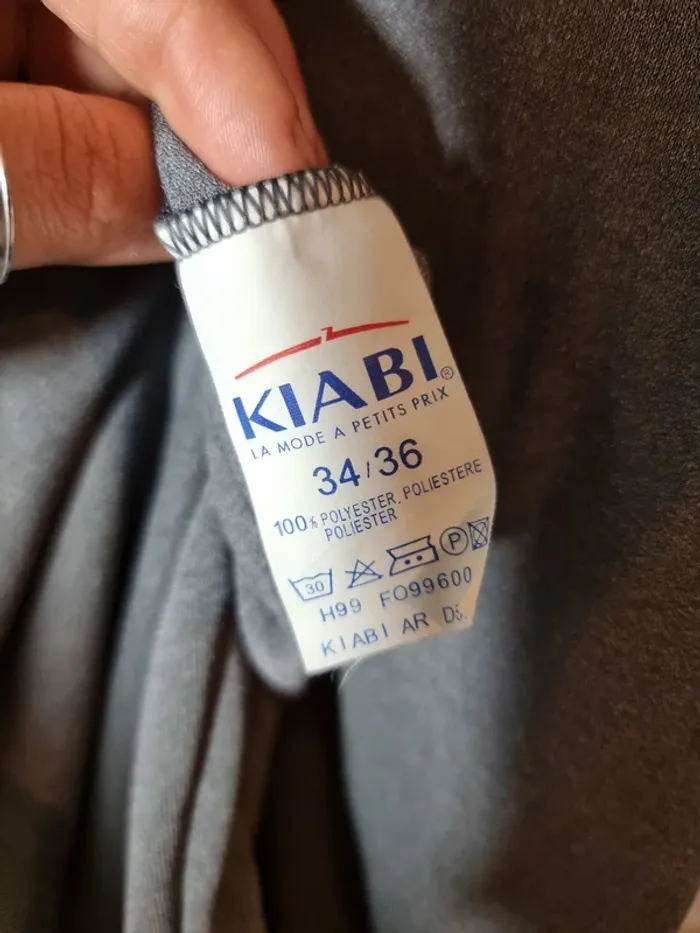 KIABI®
LA MODE A PETITS PRIX
34/36
100% POLYESTER, POLIESTERE
POLIESTER
30 P
H99 FO99600
KIABI AR